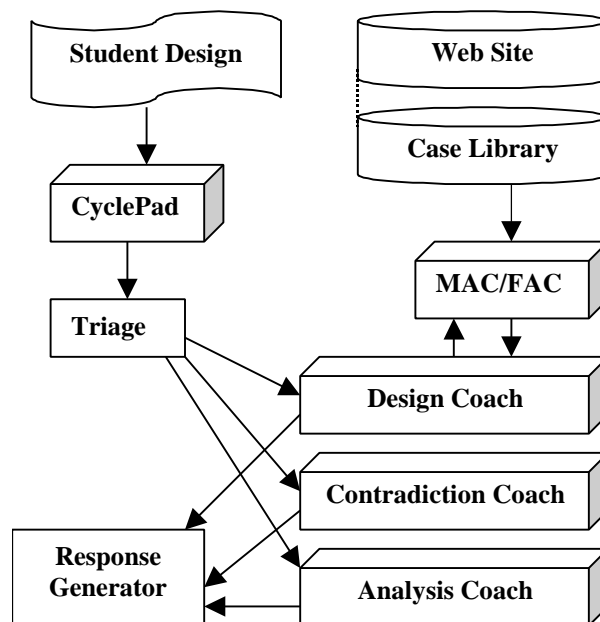 Student Design
Web Site
Case Library
CyclePad
MAC/FAC
Triage
Design Coach
Contradiction Coach
Response
Generator
Analysis Coach